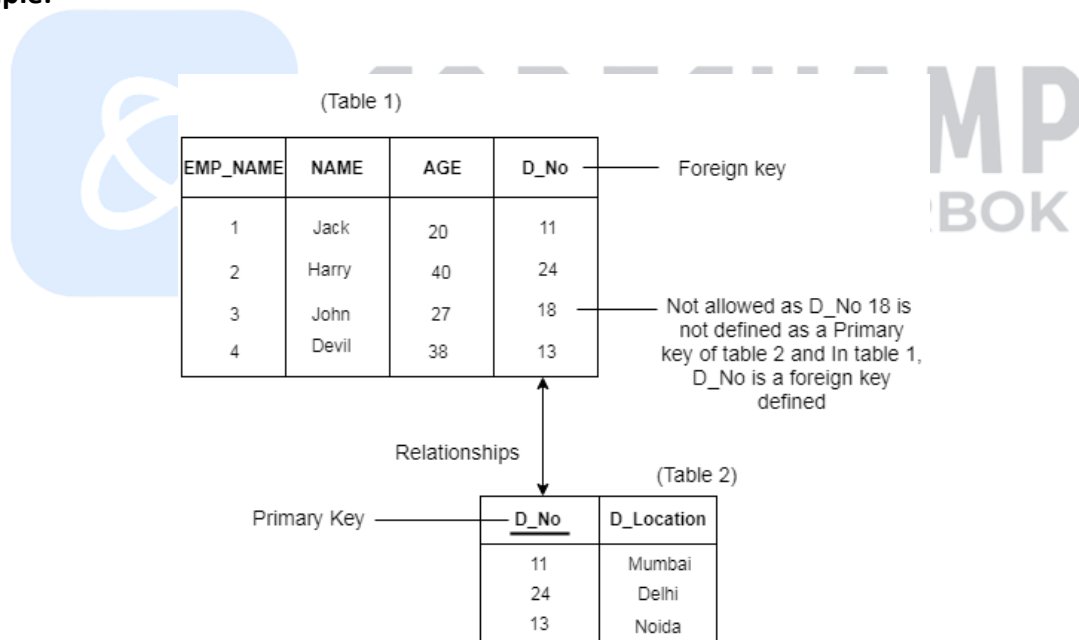 (Table 1)
EMP_NAME NAME AGE D_No Foreign key
1 Jack 20 11
2 Harry 40 24
3 John 27 18
4 Devil 38 13
Not allowed as D_No 18 is
not defined as a Primary
key of table 2 and In table 1,
D_No is a foreign key
defined
Relationships
(Table 2)
Primary Key D_No D_Location
11 Mumbai
24 Delhi
13 Noida